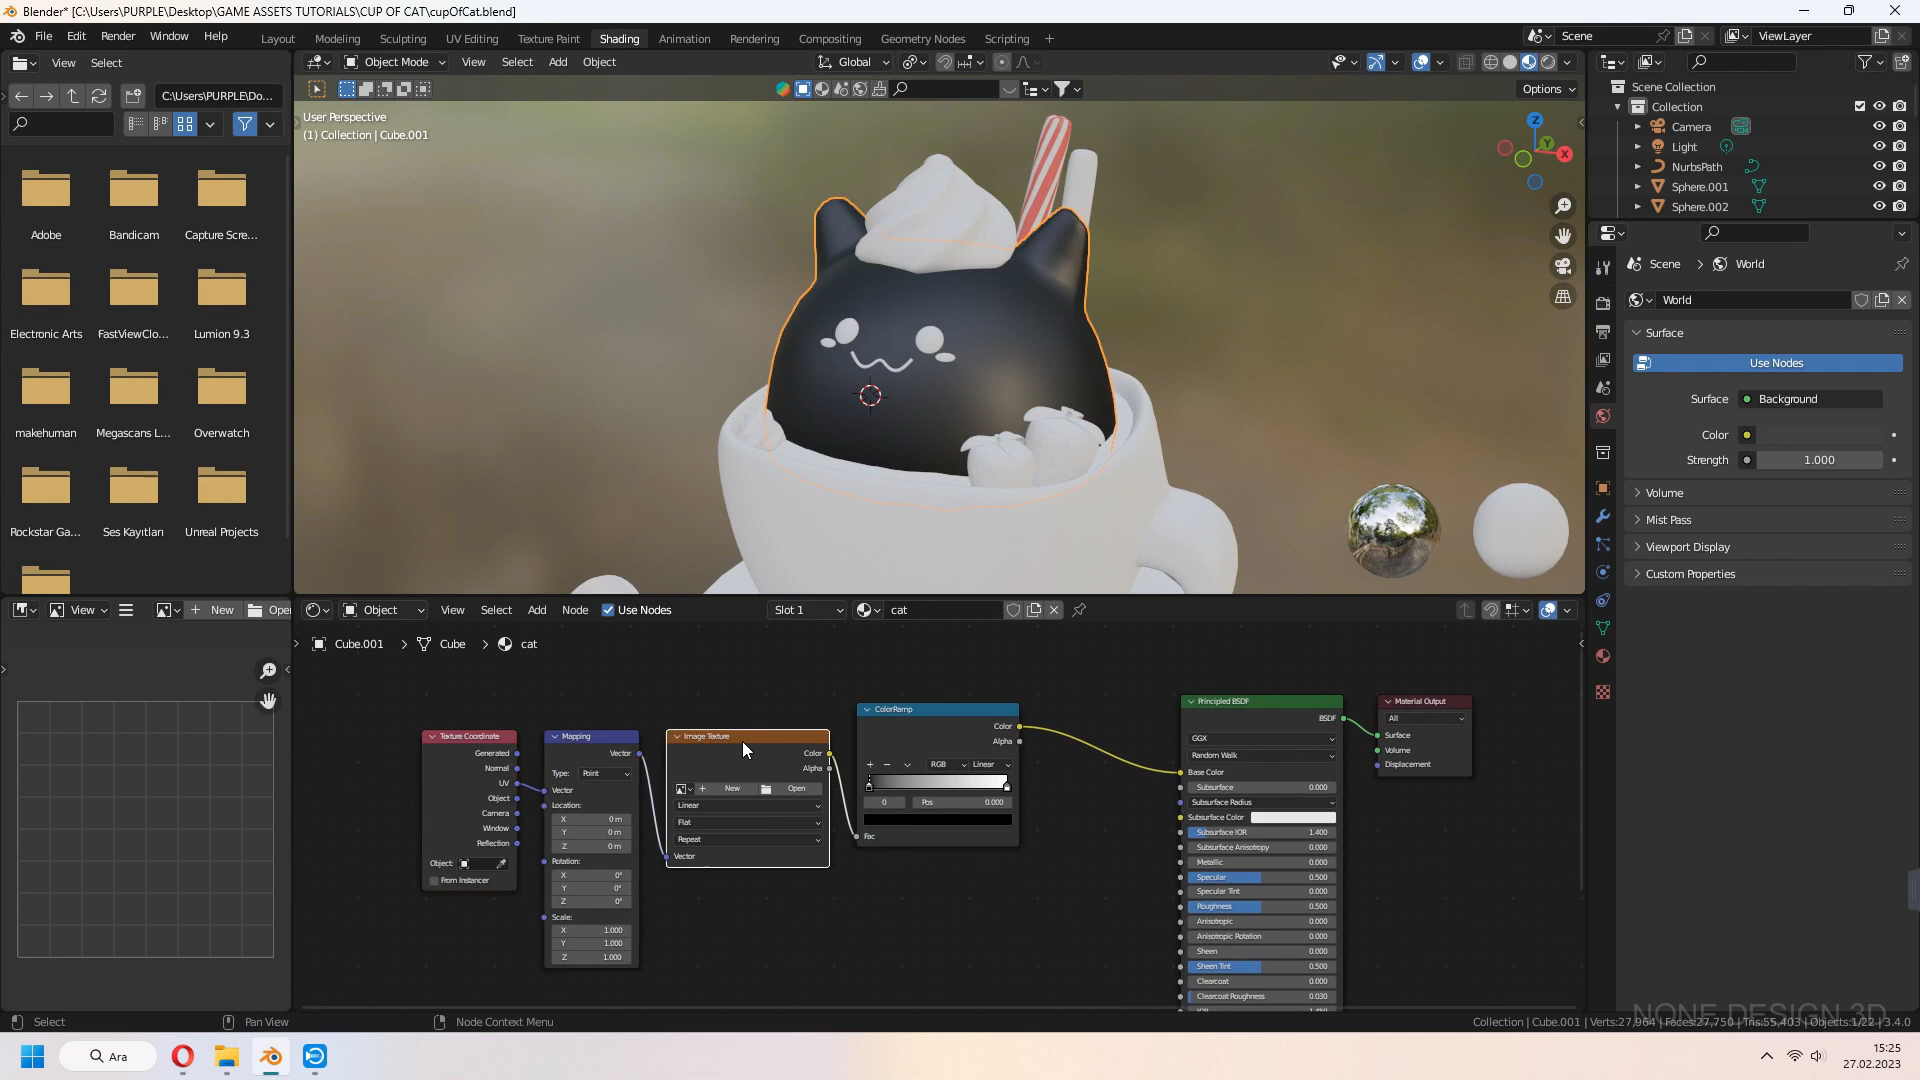 Blender* [C:\Users\PURPLE\Desktop\GAME ASSETS TUTORIALS\CUP OF CAT\cupOfCat.blend]
File Edit Render Window Help Layout Modeling Sculpting UV Editing Texture Paint Shading Animation Rendering Compositing Geometry Nodes Scripting + Scene ViewLayer
View Select
Object Mode View Select Add Object Global
C:\Users\PURPLE\Do...
Options
User Perspective
(1) Collection | Cube.001
Z
Y
X
Adobe Bandicam Capture Scre...
Electronic Arts FastViewClo... Lumion 9.3
makehuman Megascans L... Overwatch
Rockstar Ga... Ses Kayıtları Unreal Projects
Scene Collection
Collection
Camera
Light
NurbsPath
Sphere.001
Sphere.002
Scene > World
World
Surface
Use Nodes
Surface Background
Color
Strength 1.000
Volume
Mist Pass
Viewport Display
Custom Properties
View + New Open
Object View Select Add Node Use Nodes Slot 1 cat
Cube.001 > Cube > cat
Texture Coordinate
Generated
Normal
UV
Object
Camera
Window
Reflection
Object:
From Instancer
Mapping
Vector
Type: Point
Vector
Location:
X 0 m
Y 0 m
Z 0 m
Rotation:
X 0°
Y 0°
Z 0°
Scale:
X 1.000
Y 1.000
Z 1.000
Image Texture
Color
Alpha
+ New Open
Linear
Flat
Repeat
Vector
ColorRamp
Color
Alpha
+ − RGB Linear
0 Pos 0.000
Fac
Principled BSDF
BSDF
GGX
Random Walk
Base Color
Subsurface 0.000
Subsurface Radius
Subsurface Color
Subsurface IOR 1.400
Subsurface Anisotropy 0.000
Metallic 0.000
Specular 0.500
Specular Tint 0.000
Roughness 0.500
Anisotropic 0.000
Anisotropic Rotation 0.000
Sheen 0.000
Sheen Tint 0.500
Clearcoat 0.000
Clearcoat Roughness 0.030
Material Output
All
Surface
Volume
Displacement
NONE DESIGN 3D
Select Pan View Node Context Menu Collection | Cube.001 | Verts:27,964 | Faces:27,750 | Tris:55,403 | Objects:1/22 | 3.4.0
Ara
REC
15:25
27.02.2023